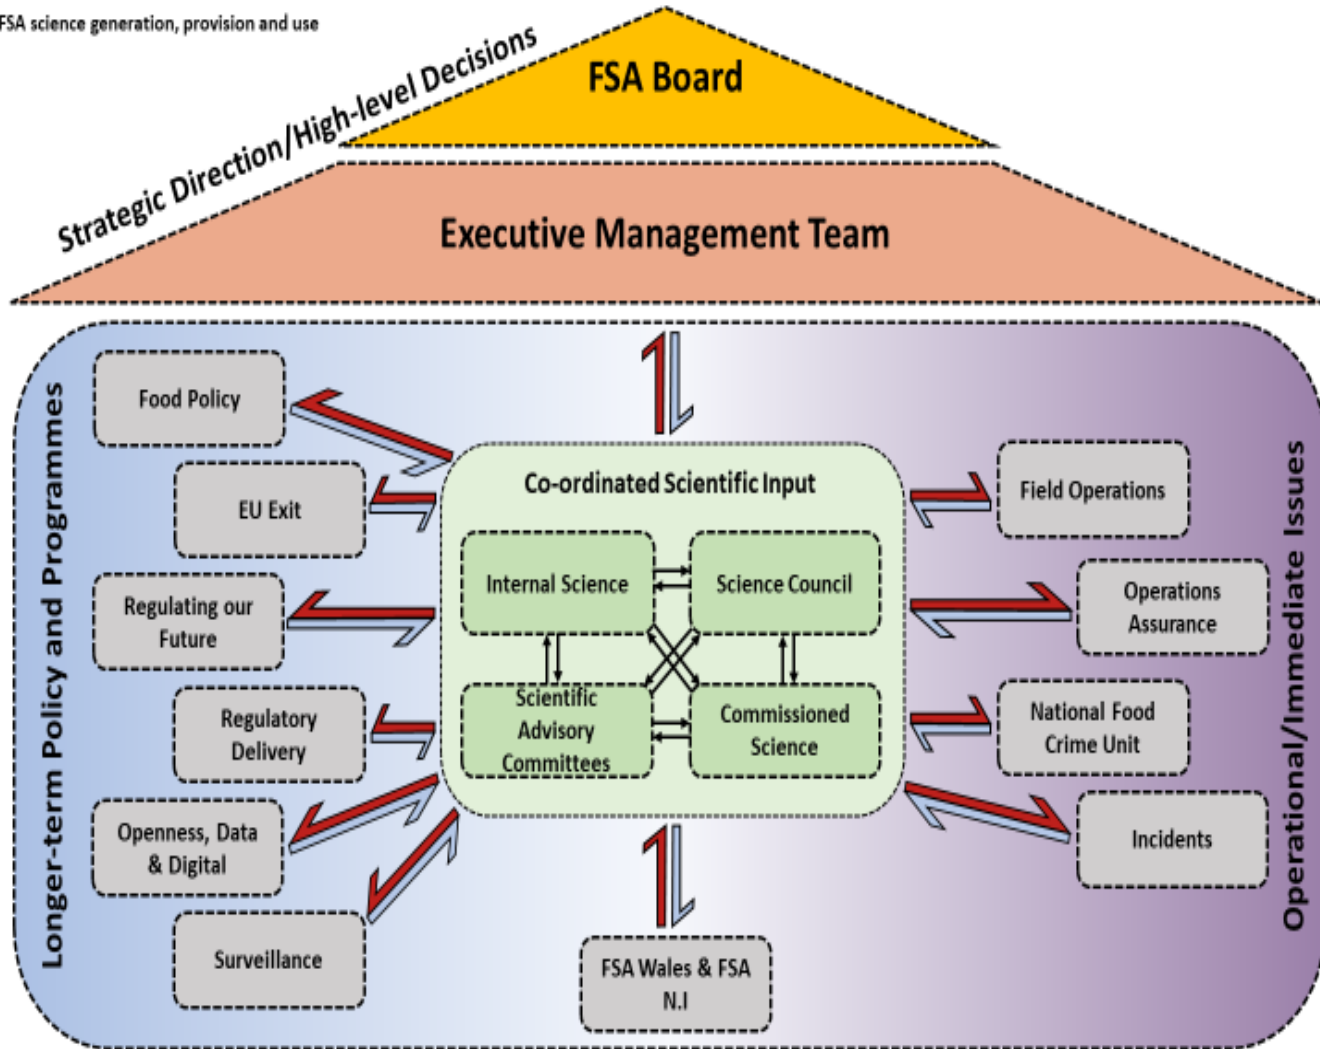 FSA science generation, provision and use
FSA Board
Strategic Direction/High-level Decisions
Executive Management Team
Longer-term Policy and Programmes
Food Policy
EU Exit
Regulating our
Future
Regulatory
Delivery
Openness, Data
& Digital
Surveillance
Co-ordinated Scientific Input
Internal Science
Science Council
Scientific
Advisory
Committees
Commissioned
Science
FSA Wales & FSA
N.I
Field Operations
Operations
Assurance
National Food
Crime Unit
Incidents
Operational/Immediate Issues